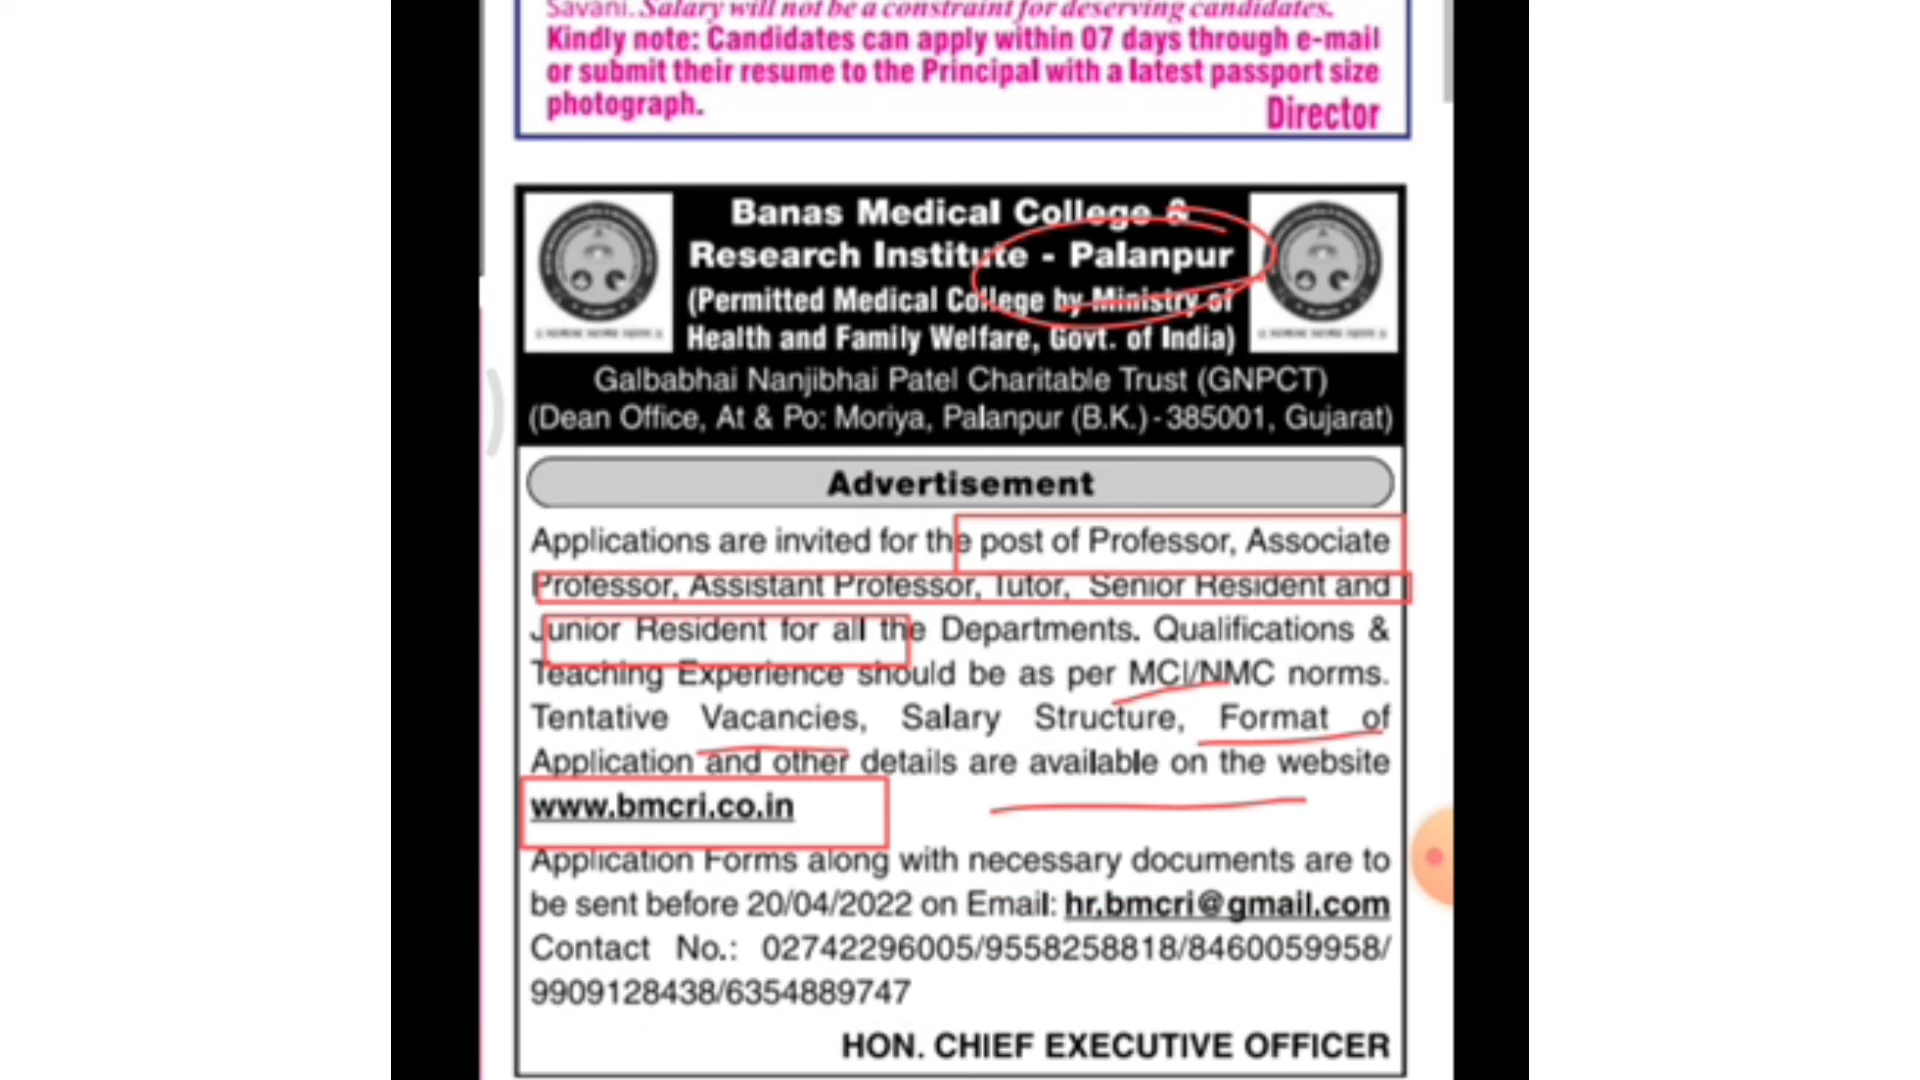 Savani. Salary will not be a constraint for deserving candidates.
Kindly note: Candidates can apply within 07 days through e-mail
or submit their resume to the Principal with a latest passport size
photograph.
Director
Banas Medical College &
Research Institute - Palanpur
(Permitted Medical College by Ministry of
Health and Family Welfare, Govt. of India)
Galbabhai Nanjibhai Patel Charitable Trust (GNPCT)
(Dean Office, At & Po: Moriya, Palanpur (B.K.) - 385001, Gujarat)
Advertisement
Applications are invited for the post of Professor, Associate
Professor, Assistant Professor, Tutor, Senior Resident and
Junior Resident for all the Departments. Qualifications &
Teaching Experience should be as per MCI/NMC norms.
Tentative Vacancies, Salary Structure, Format of
Application and other details are available on the website
www.bmcri.co.in
Application Forms along with necessary documents are to
be sent before 20/04/2022 on Email: hr.bmcri@gmail.com
Contact No.: 02742296005/9558258818/8460059958/
9909128438/6354889747
HON. CHIEF EXECUTIVE OFFICER